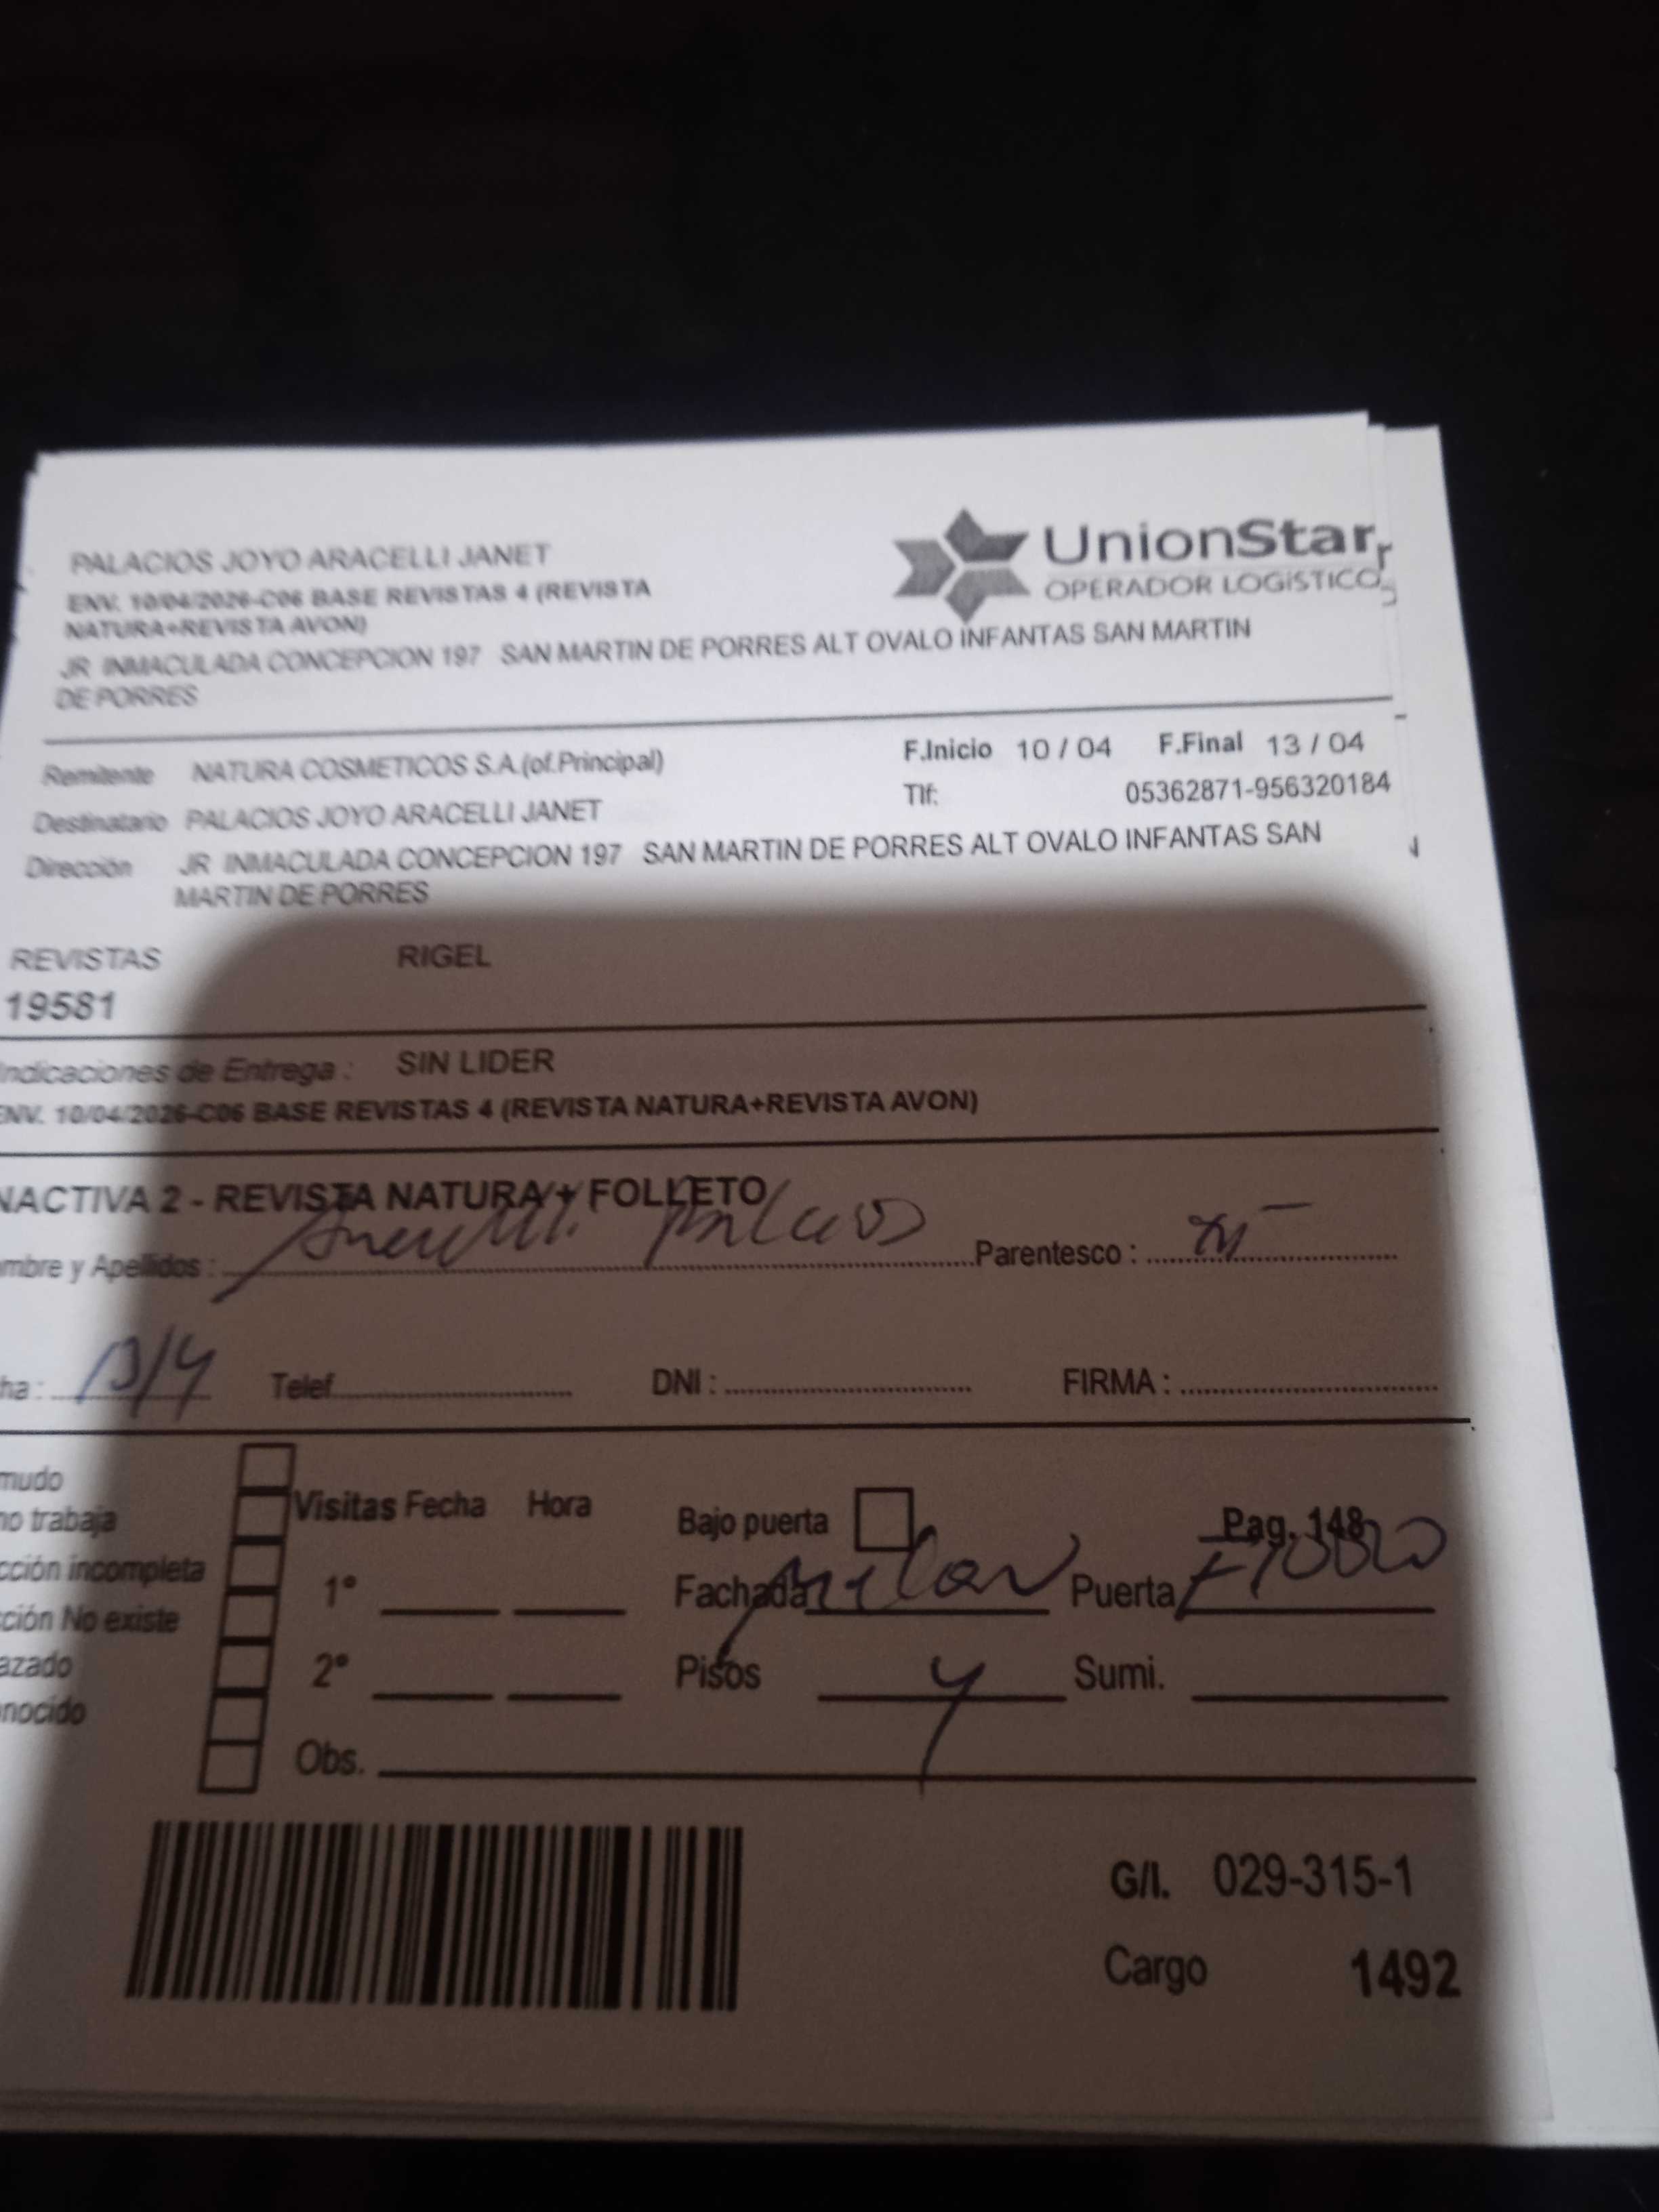 PALACIOS JOYO ARACELLI JANET
UnionStar
OPERADOR LOGÍSTICO
ENV. 10/04/2026-C06 BASE REVISTAS 4 (REVISTA
NATURA+REVISTA AVON)
JR INMACULADA CONCEPCION 197 SAN MARTIN DE PORRES ALT OVALO INFANTAS SAN MARTIN
DE PORRES
Remitente NATURA COSMETICOS S.A.(of.Principal) F.Inicio 10 / 04 F.Final 13 / 04
Destinatario PALACIOS JOYO ARACELLI JANET Tlf: 05362871-956320184
Dirección JR INMACULADA CONCEPCION 197 SAN MARTIN DE PORRES ALT OVALO INFANTAS SAN
MARTIN DE PORRES
REVISTAS RIGEL
19581
Indicaciones de Entrega : SIN LIDER
ENV. 10/04/2026-C06 BASE REVISTAS 4 (REVISTA NATURA+REVISTA AVON)
NACTIVA 2 - REVISTA NATURA + FOLLETO
mbre y Apellidos : Aracelli Palacios Parentesco :
ha : 13/4 Telef. DNI : FIRMA :
mudo
no trabaja
cción incompleta
cción No existe
azado
nocido
Visitas Fecha Hora Bajo puerta Pag. 148
1° Fachada Puerta
2° Pisos 4 Sumi.
Obs.
G/I. 029-315-1
Cargo 1492